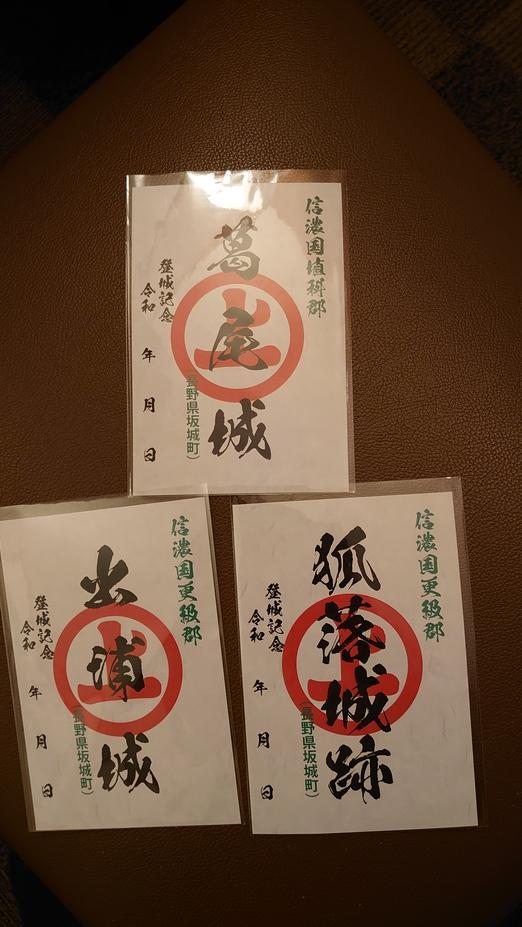 信濃国埴科郡
葛尾城
上
（長野県坂城町）
登城記念
令和
年
月
日
信濃国更級郡
出浦城
上
（長野県坂城町）
登城記念
令和
年
月
日
信濃国更級郡
狐落城跡
上
（長野県坂城町）
登城記念
令和
年
月
日